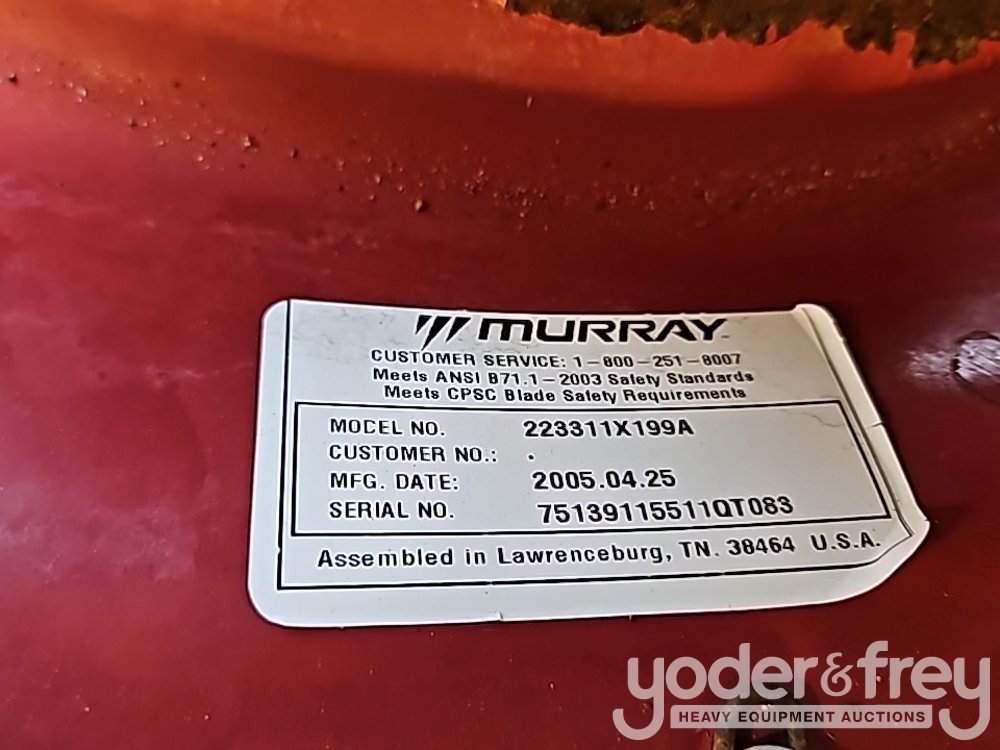 MURRAY
CUSTOMER SERVICE: 1-800-251-8007
Meets ANSI B71.1-2003 Safety Standards
Meets CPSC Blade Safety Requirements
MODEL NO. 223311X199A
CUSTOMER NO.: .
MFG. DATE: 2005.04.25
SERIAL NO. 75139115511QT083
Assembled in Lawrenceburg, TN. 38464 U.S.A.
yoder&frey
HEAVY EQUIPMENT AUCTIONS